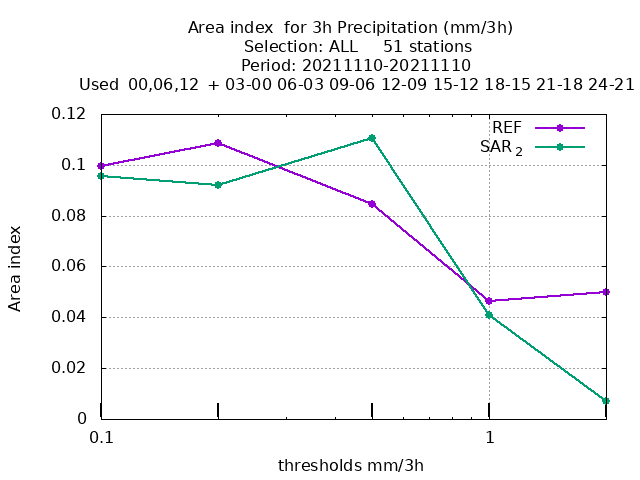 Area index  for 3h Precipitation (mm/3h)
Selection: ALL     51 stations
Period: 20211110-20211110
Used  00,06,12  + 03-00 06-03 09-06 12-09 15-12 18-15 21-18 24-21
REF
SAR 2
0.12
0.1
0.08
0.06
0.04
0.02
0
Area index
0.1 1
thresholds mm/3h